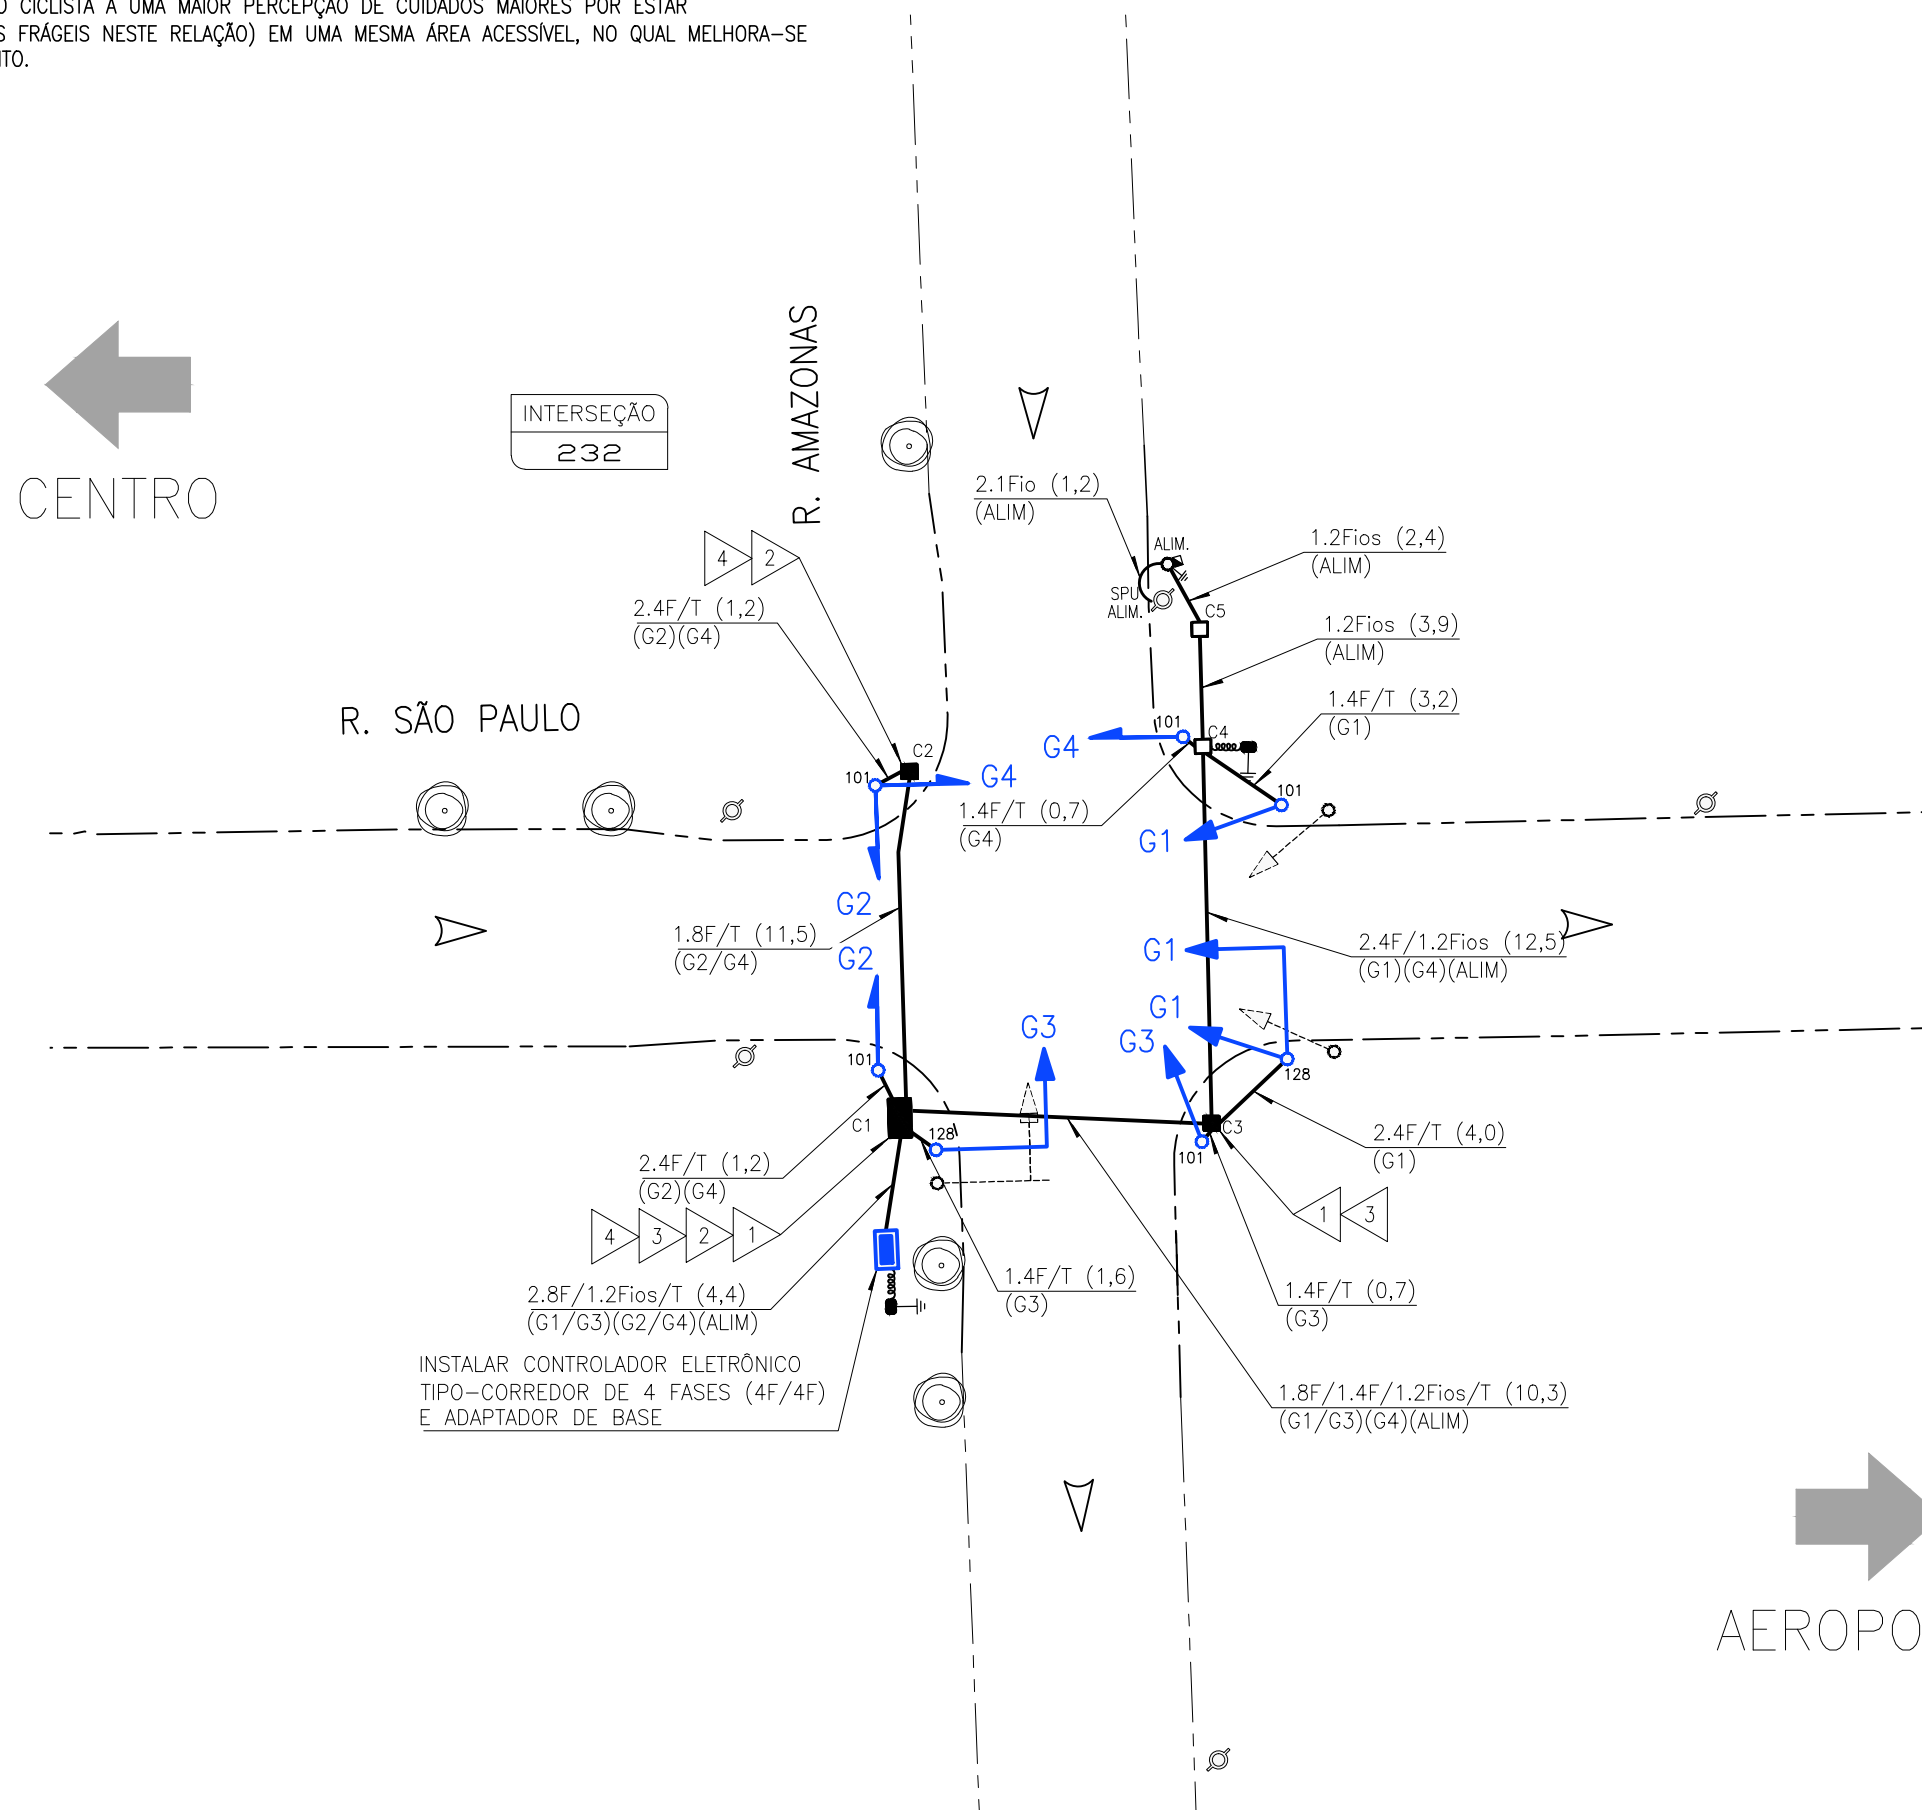 CICLISTA A UMA MAIOR PERCEPÇÃO DE CUIDADOS MAIORES POR ESTAR
FRÁGEIS NESTE RELAÇÃO) EM UMA MESMA ÁREA ACESSÍVEL, NO QUAL MELHORA-SE
CENTRO
INTERSEÇÃO
232
R. AMAZONAS
2.1Fio (1,2)
(ALIM)
ALIM.
SPU
ALIM.
C5
1.2Fios (2,4)
(ALIM)
1.2Fios (3,9)
(ALIM)
1.4F/T (3,2)
(G1)
4
2
2.4F/T (1,2)
(G2)(G4)
R. SÃO PAULO
C2
101
G4
G4
101
C4
1.4F/T (0,7)
(G4)
101
G1
G2
1.8F/T (11,5)
(G2/G4)
G2
G1
2.4F/1.2Fios (12,5)
(G1)(G4)(ALIM)
G1
G3
G3
101
128
C1
128
C3
101
2.4F/T (4,0)
(G1)
2.4F/T (1,2)
(G2)(G4)
4
3
2
1
1
3
2.8F/1.2Fios/T (4,4)
(G1/G3)(G2/G4)(ALIM)
1.4F/T (1,6)
(G3)
1.4F/T (0,7)
(G3)
INSTALAR CONTROLADOR ELETRÔNICO
TIPO-CORREDOR DE 4 FASES (4F/4F)
E ADAPTADOR DE BASE
1.8F/1.4F/1.2Fios/T (10,3)
(G1/G3)(G4)(ALIM)
AEROPO